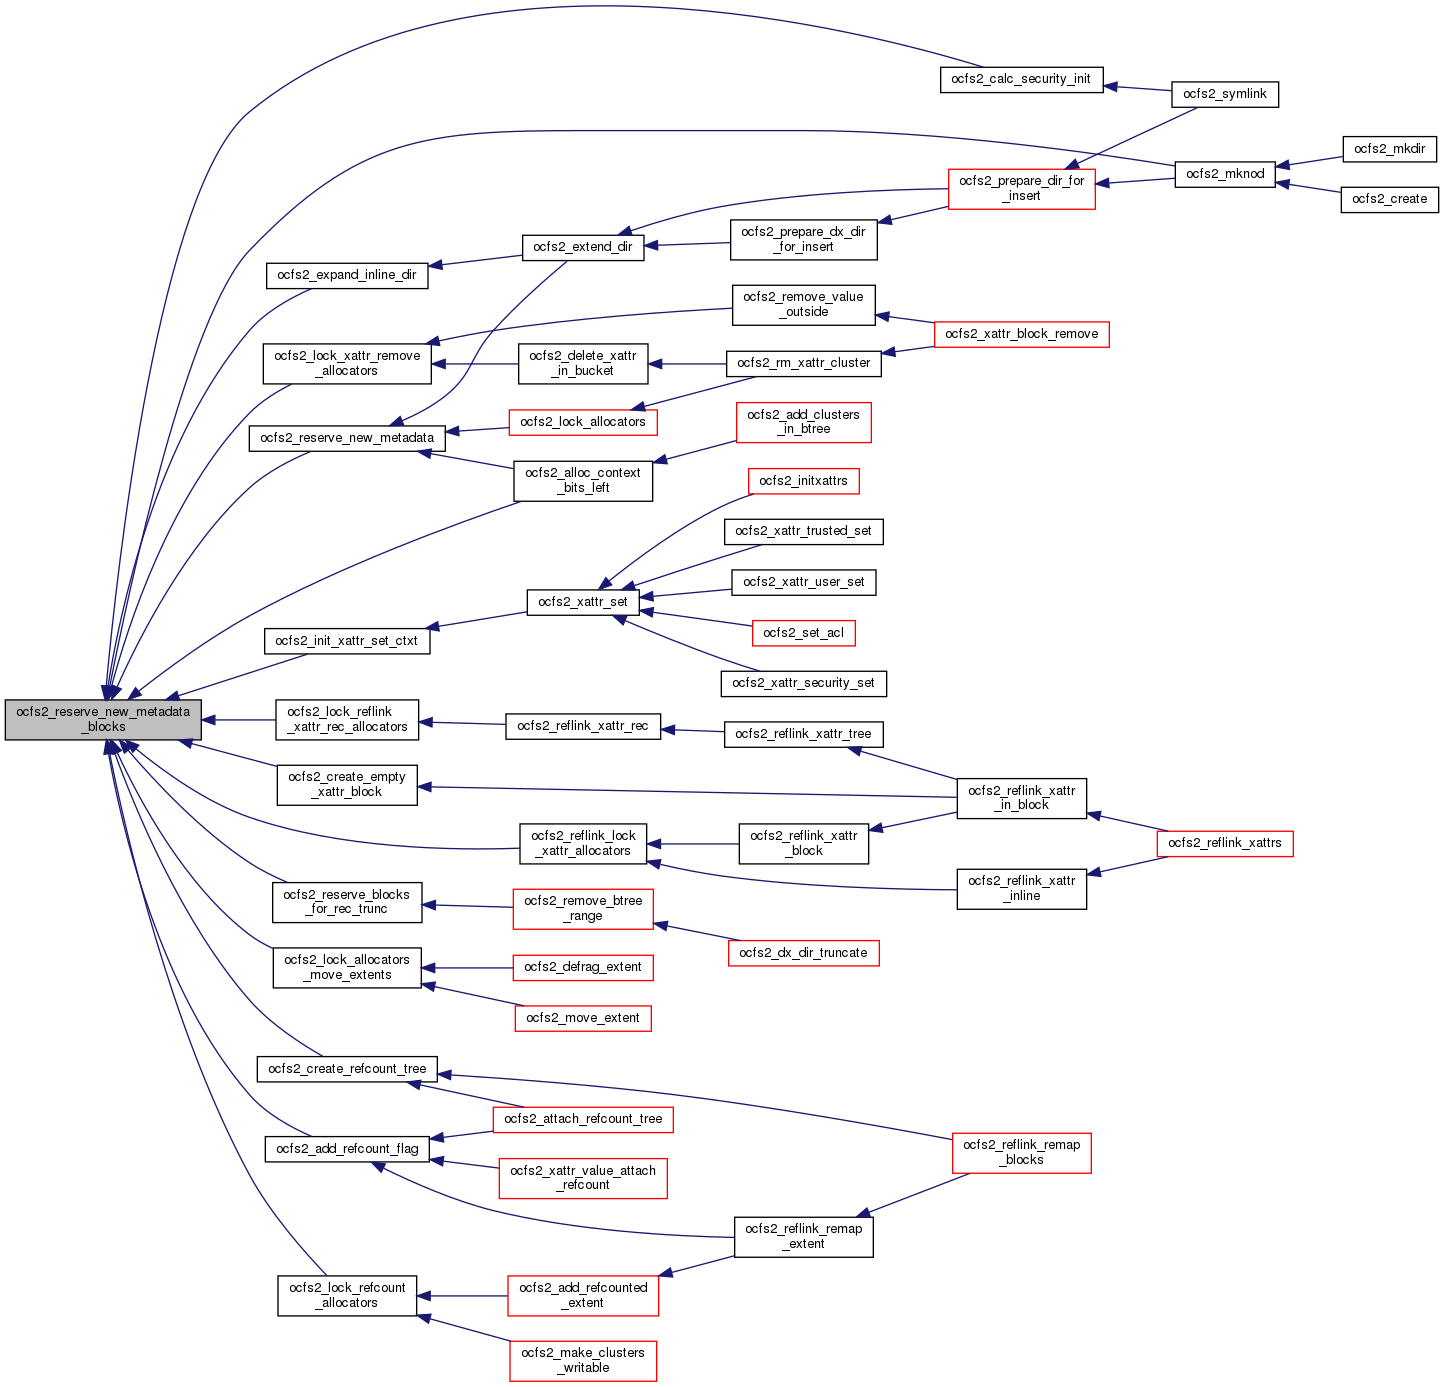 ocfs2_calc_security_init
ocfs2_symlink
ocfs2_mkdir
ocfs2_mknod
ocfs2_prepare_dir_for
_insert
ocfs2_create
ocfs2_prepare_dx_dir
_for_insert
ocfs2_extend_dir
ocfs2_expand_inline_dir
ocfs2_remove_value
_outside
ocfs2_xattr_block_remove
ocfs2_lock_xattr_remove
_allocators
ocfs2_delete_xattr
_in_bucket
ocfs2_rm_xattr_cluster
ocfs2_add_clusters
_in_btree
ocfs2_lock_allocators
ocfs2_reserve_new_metadata
ocfs2_alloc_context
_bits_left
ocfs2_initxattrs
ocfs2_xattr_trusted_set
ocfs2_xattr_user_set
ocfs2_xattr_set
ocfs2_set_acl
ocfs2_init_xattr_set_ctxt
ocfs2_xattr_security_set
ocfs2_reserve_new_metadata
_blocks
ocfs2_lock_reflink
_xattr_rec_allocators
ocfs2_reflink_xattr_rec
ocfs2_reflink_xattr_tree
ocfs2_create_empty
_xattr_block
ocfs2_reflink_xattr
_in_block
ocfs2_reflink_lock
_xattr_allocators
ocfs2_reflink_xattr
_block
ocfs2_reflink_xattrs
ocfs2_reflink_xattr
_inline
ocfs2_reserve_blocks
_for_rec_trunc
ocfs2_remove_btree
_range
ocfs2_dx_dir_truncate
ocfs2_lock_allocators
_move_extents
ocfs2_defrag_extent
ocfs2_move_extent
ocfs2_create_refcount_tree
ocfs2_attach_refcount_tree
ocfs2_add_refcount_flag
ocfs2_reflink_remap
_blocks
ocfs2_xattr_value_attach
_refcount
ocfs2_reflink_remap
_extent
ocfs2_lock_refcount
_allocators
ocfs2_add_refcounted
_extent
ocfs2_make_clusters
_writable